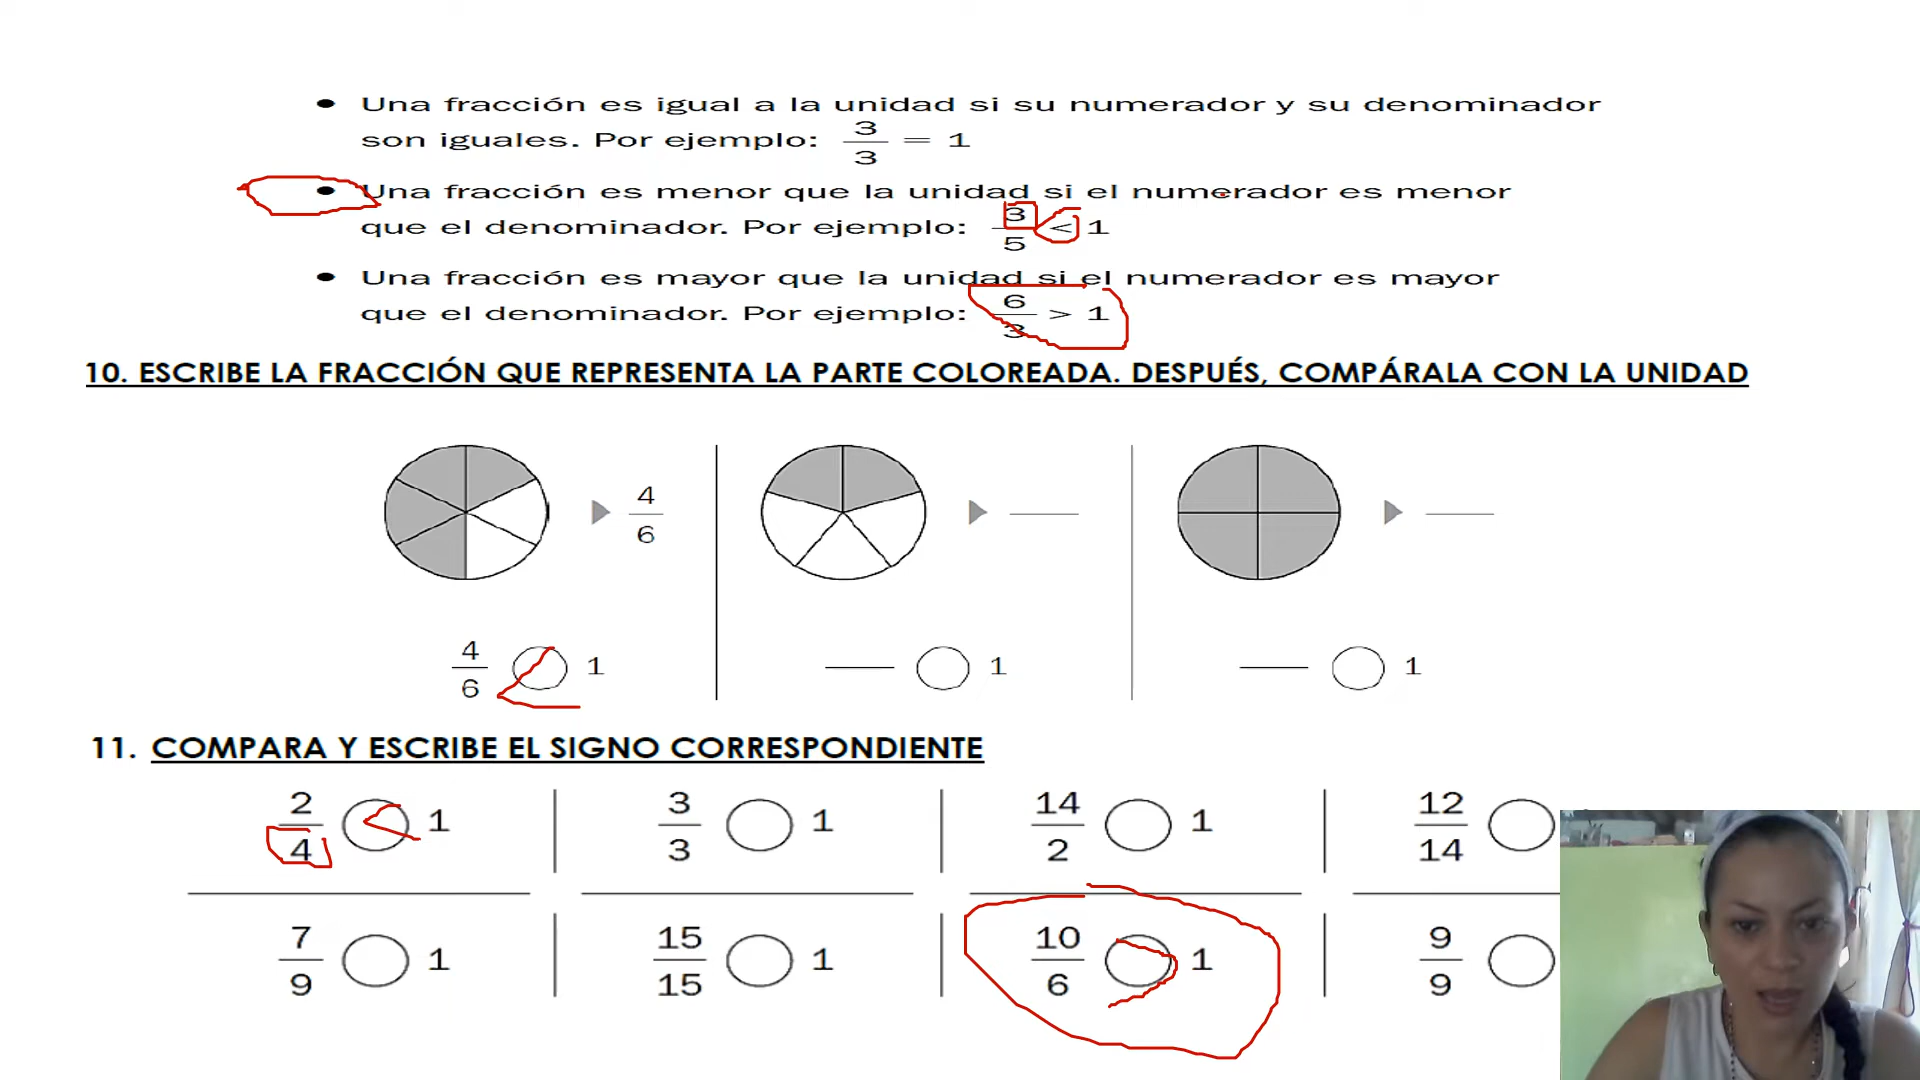 • Una fracción es igual a la unidad si su numerador y su denominador
son iguales. Por ejemplo: 3/3 = 1
• Una fracción es menor que la unidad si el numerador es menor
que el denominador. Por ejemplo: 3/5 < 1
• Una fracción es mayor que la unidad si el numerador es mayor
que el denominador. Por ejemplo: 6/3 > 1
10. ESCRIBE LA FRACCIÓN QUE REPRESENTA LA PARTE COLOREADA. DESPUÉS, COMPÁRALA CON LA UNIDAD
4/6
4/6 < 1
1
1
11. COMPARA Y ESCRIBE EL SIGNO CORRESPONDIENTE
2/4 < 1
3/3 1
14/2 1
12/14
7/9 1
15/15 1
10/6 > 1
9/9